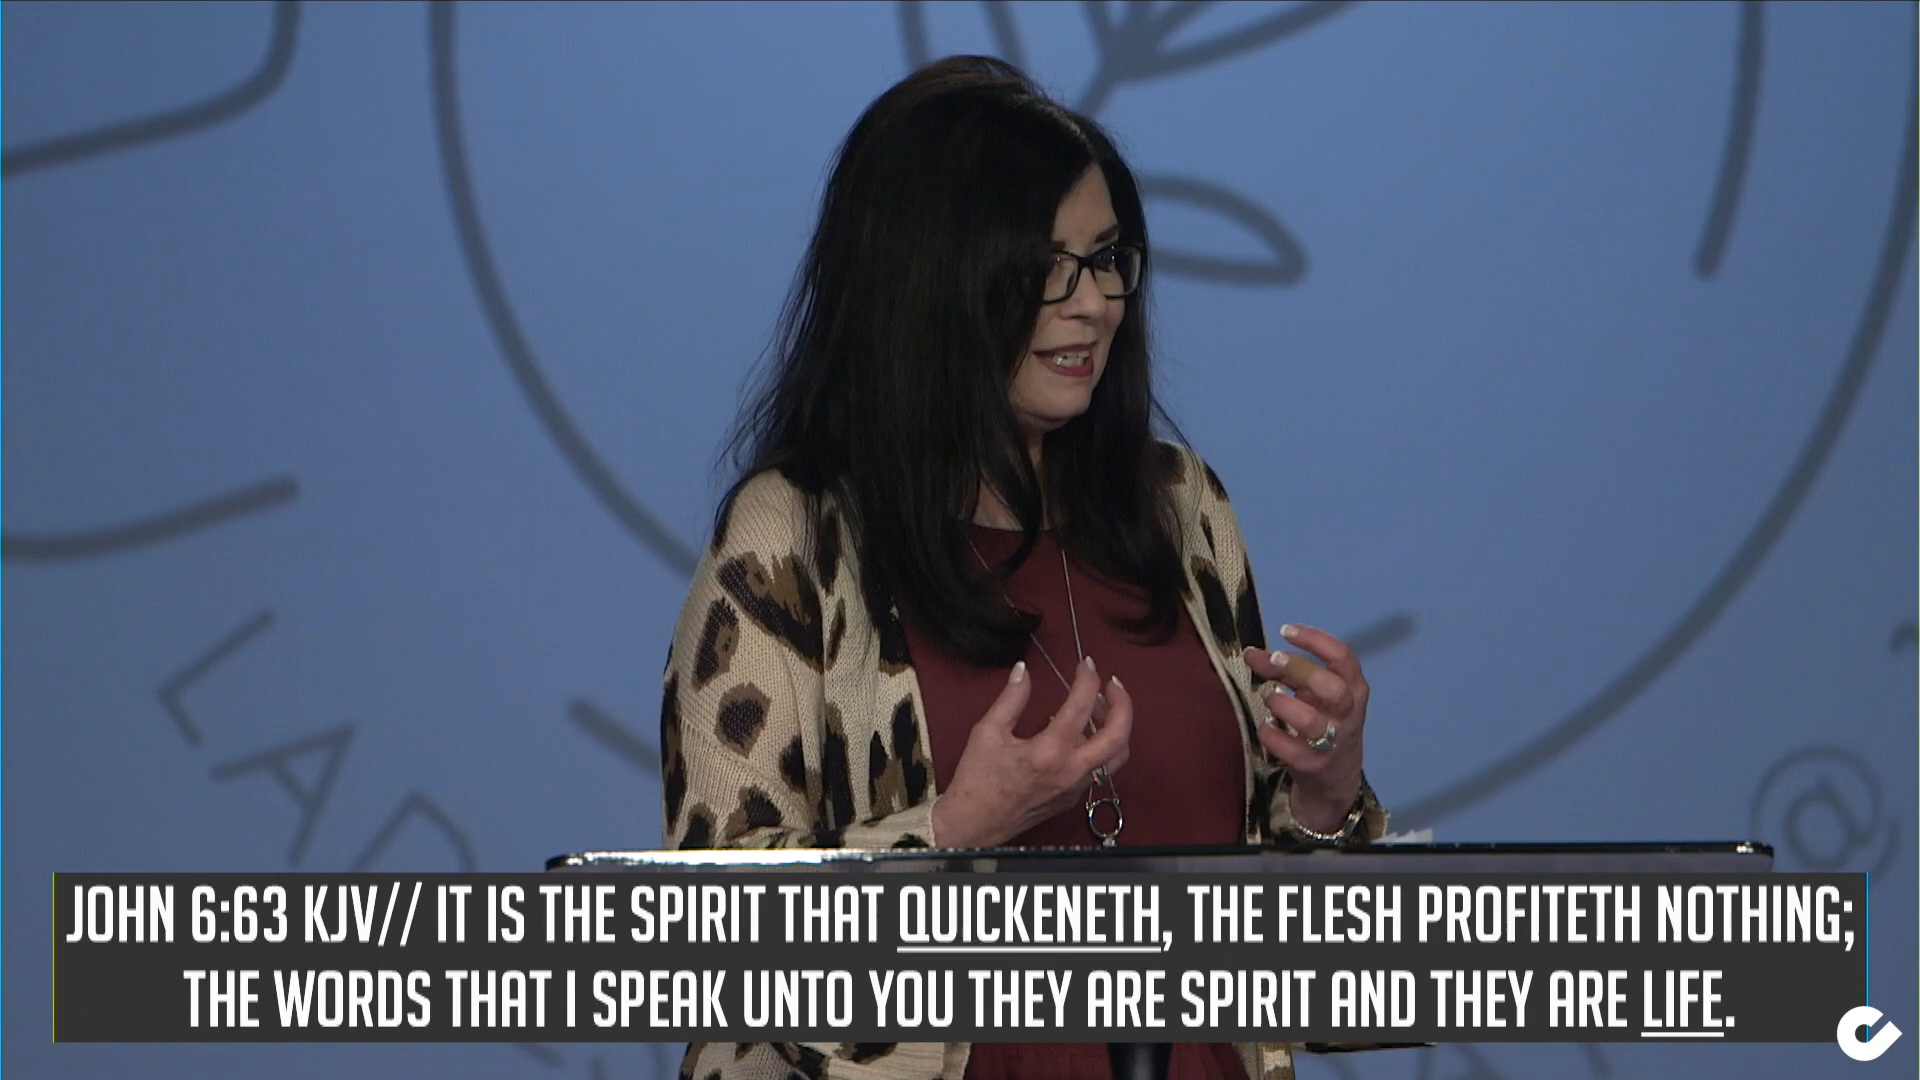 JOHN 6:63 KJV// IT IS THE SPIRIT THAT QUICKENETH, THE FLESH PROFITETH NOTHING;
THE WORDS THAT I SPEAK UNTO YOU THEY ARE SPIRIT AND THEY ARE LIFE.
LAD
@